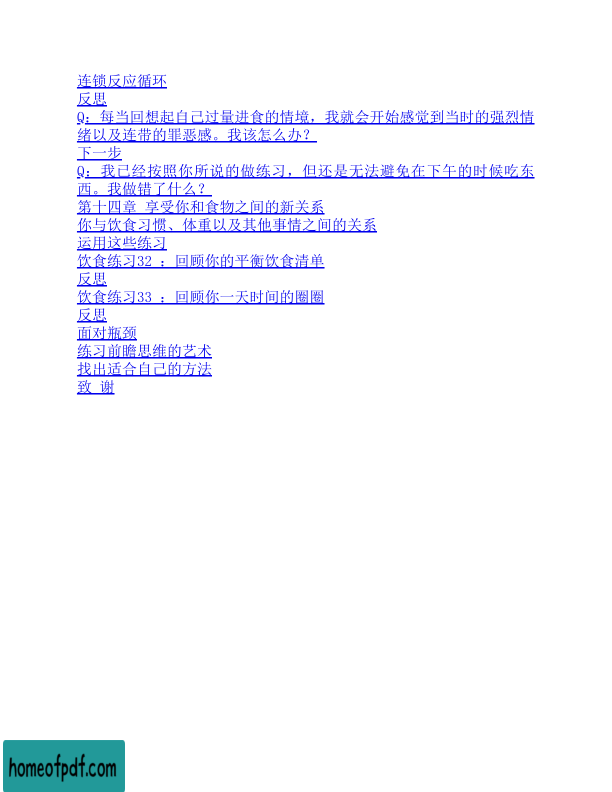 连锁反应循环
反思
Q：每当回想起自己过量进食的情境，我就会开始感觉到当时的强烈情
绪以及连带的罪恶感。我该怎么办？
下一步
Q：我已经按照你所说的做练习，但还是无法避免在下午的时候吃东
西。我做错了什么？
第十四章 享受你和食物之间的新关系
你与饮食习惯、体重以及其他事情之间的关系
运用这些练习
饮食练习32 ：回顾你的平衡饮食清单
反思
饮食练习33 ：回顾你一天时间的圈圈
反思
面对瓶颈
练习前瞻思维的艺术
找出适合自己的方法
致 谢
homeofpdf.com